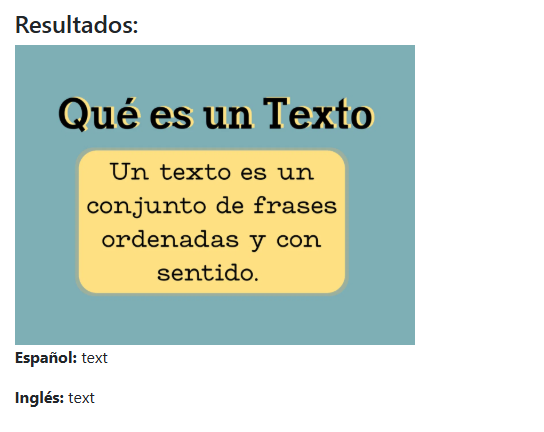 Resultados:
Qué es un Texto
Un texto es un
conjunto de frases
ordenadas y con
sentido.
Español: text
Inglés: text